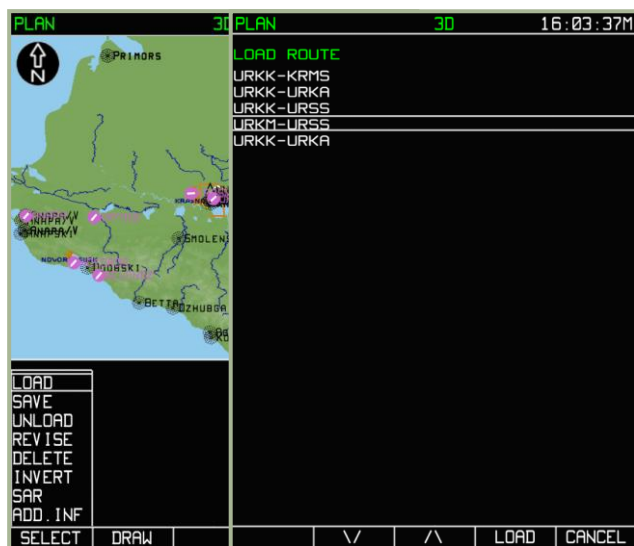 PLAN 3D
N
PRIMORS
SMOLENS
BETTA
DZHUBGA
LOAD
SAVE
UNLOAD
REVISE
DELETE
INVERT
SAR
ADD.INF
SELECT DRAW
PLAN 3D 16:03:37M
LOAD ROUTE
URKK-KRMS
URKK-URKA
URKK-URSS
URKM-URSS
URKK-URKA
\/ /\ LOAD CANCEL